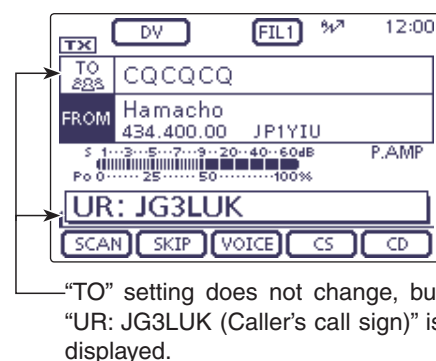 DV FIL1 12:00
TX
TO CQCQCQ
FROM Hamacho
434.400.00 JP1YIU
S 1···3···5···7···9···20··40··60dB P.AMP
Po 0······25······50··········100%
UR: JG3LUK
SCAN SKIP VOICE CS CD
“TO” setting does not change, bu
“UR: JG3LUK (Caller’s call sign)” is
displayed.